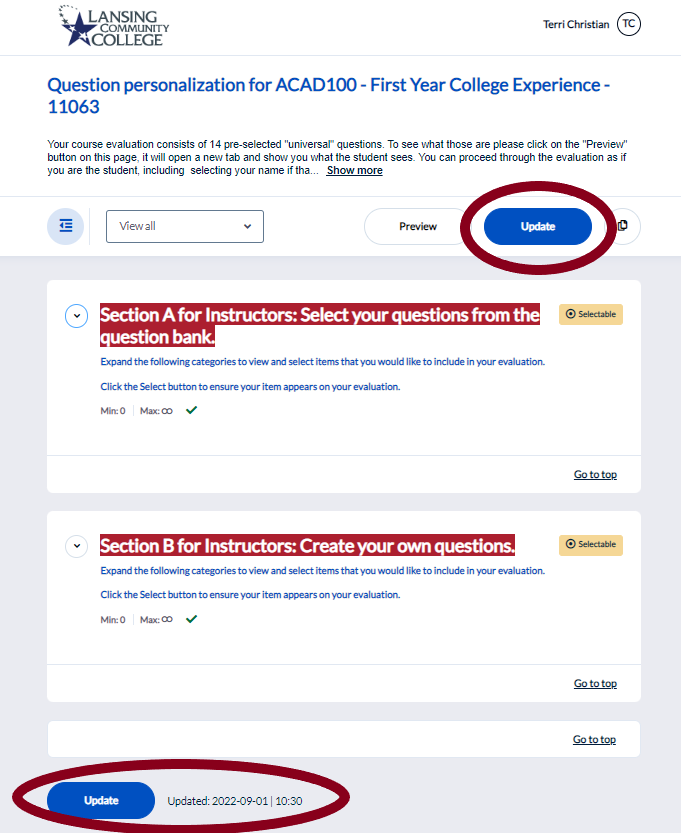 LANSING
COMMUNITY
COLLEGE
Terri Christian TC
Question personalization for ACAD100 - First Year College Experience -
11063
Your course evaluation consists of 14 pre-selected "universal" questions. To see what those are please click on the "Preview"
button on this page, it will open a new tab and show you what the student sees. You can proceed through the evaluation as if
you are the student, including selecting your name if tha... Show more
View all Preview Update
Section A for Instructors: Select your questions from the
question bank.
Selectable
Expand the following categories to view and select items that you would like to include in your evaluation.
Click the Select button to ensure your item appears on your evaluation.
Min: 0 Max: ∞
Go to top
Section B for Instructors: Create your own questions.
Selectable
Expand the following categories to view and select items that you would like to include in your evaluation.
Click the Select button to ensure your item appears on your evaluation.
Min: 0 Max: ∞
Go to top
Go to top
Update Updated: 2022-09-01 | 10:30